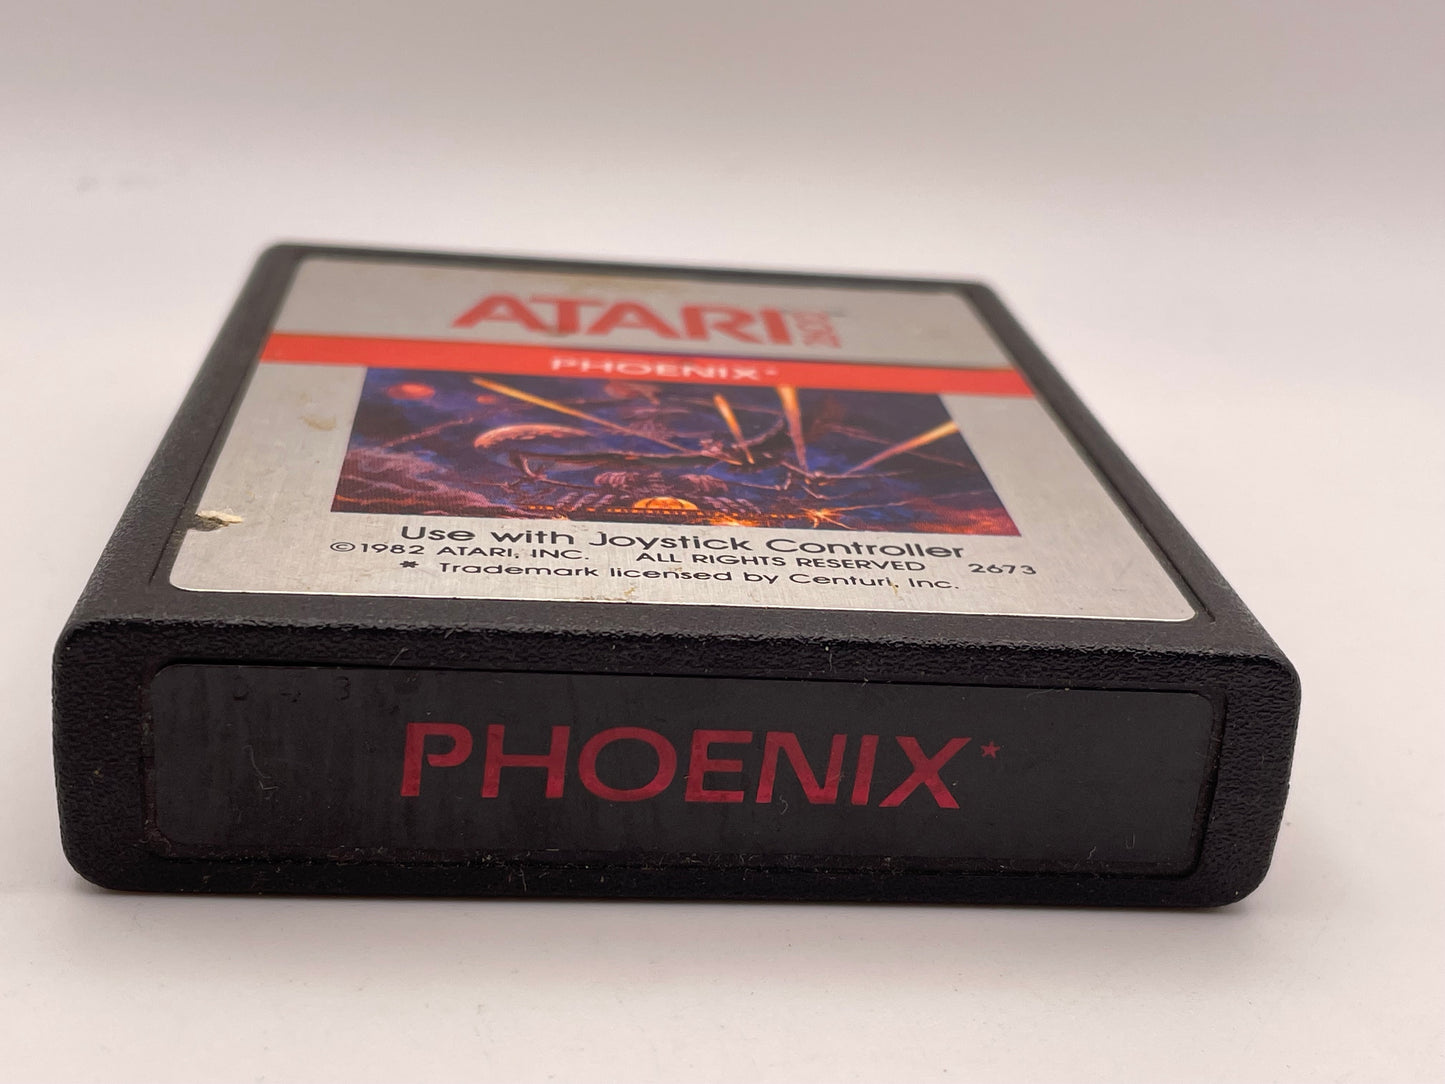 ATARI 2600™
PHOENIX*
Use with Joystick Controller
©1982 ATARI, INC. ALL RIGHTS RESERVED 2673
* Trademark licensed by Centuri, Inc.
PHOENIX*